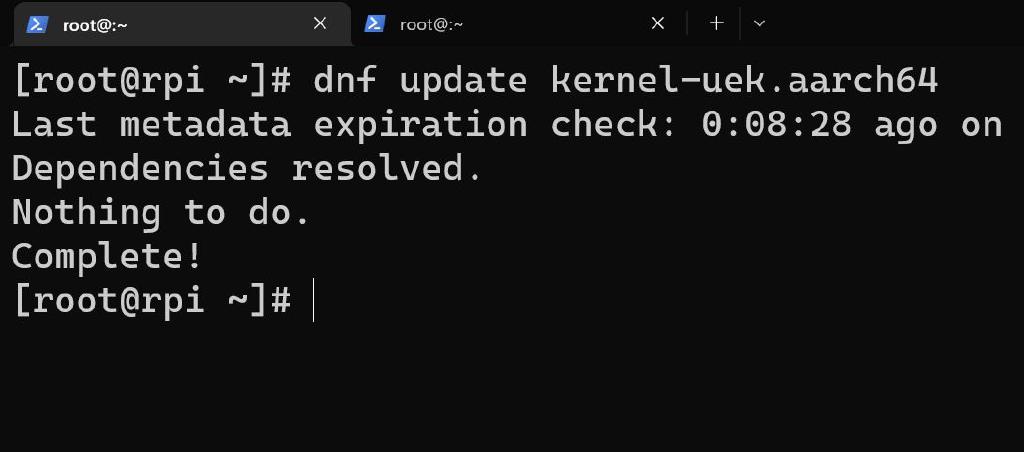 root@:~ root@:~
[root@rpi ~]# dnf update kernel-uek.aarch64
Last metadata expiration check: 0:08:28 ago on
Dependencies resolved.
Nothing to do.
Complete!
[root@rpi ~]#